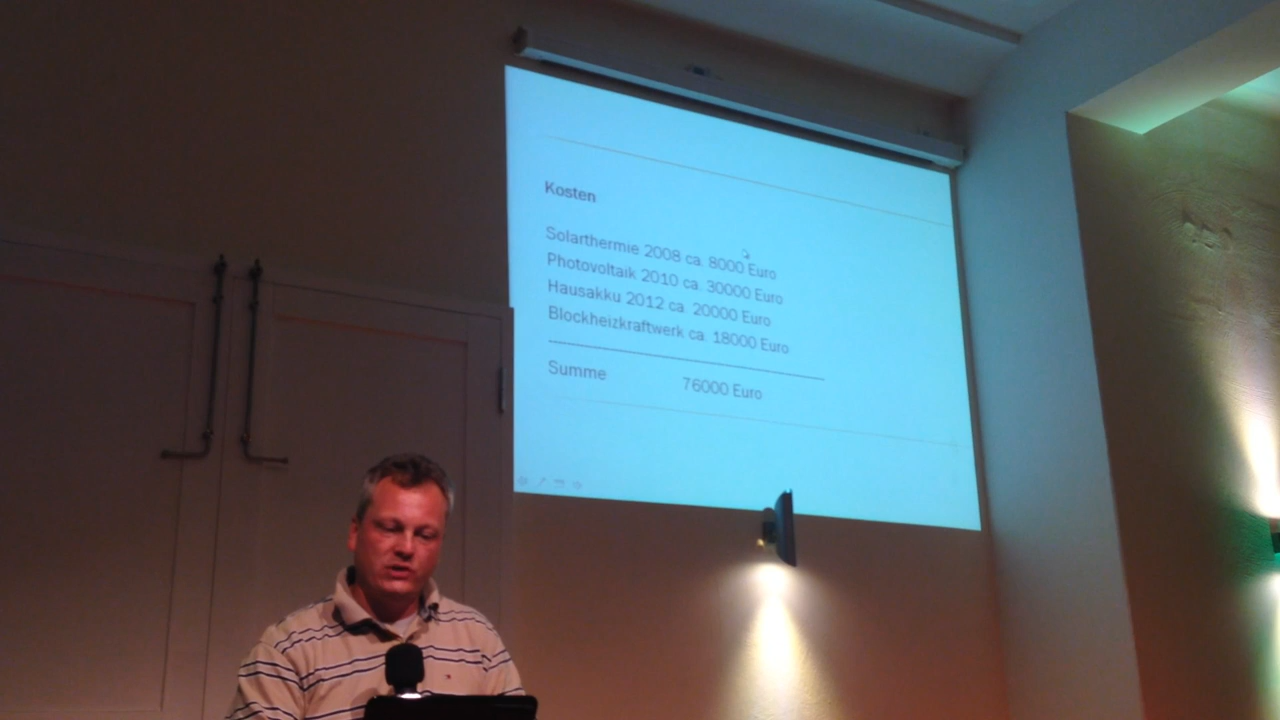 Kosten
Solarthermie 2008 ca. 8000 Euro
Photovoltaik 2010 ca. 30000 Euro
Hausakku 2012 ca. 20000 Euro
Blockheizkraftwerk ca. 18000 Euro
Summe 76000 Euro